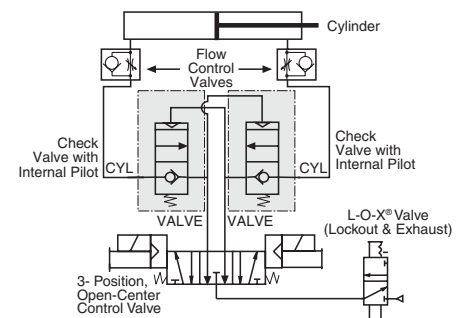 Cylinder
Flow
Control
Valves
Check
Valve with
Internal Pilot
CYL
Check
Valve with
Internal Pilot
CYL
VALVE
VALVE
L-O-X® Valve
(Lockout & Exhaust)
3- Position,
Open-Center
Control Valve